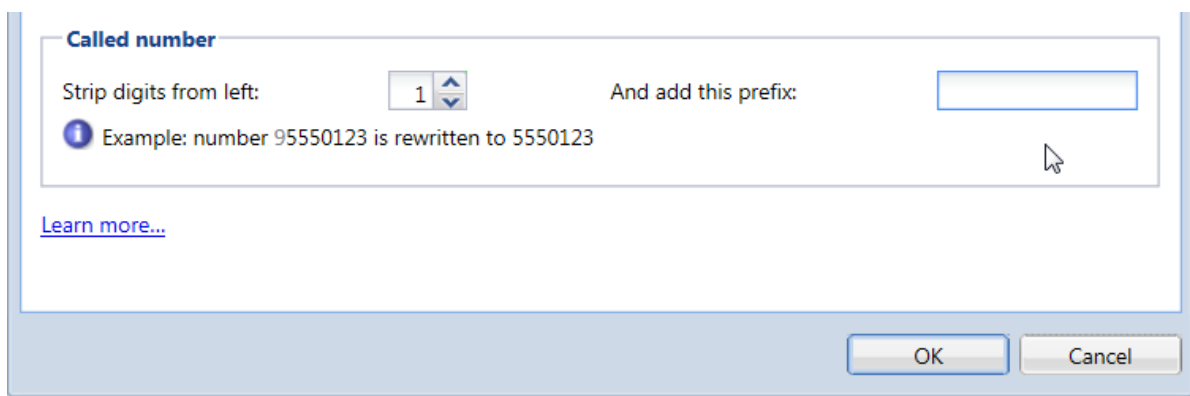 Called number
Strip digits from left: 1 And add this prefix:
Example: number 95550123 is rewritten to 5550123
Learn more...
OK Cancel